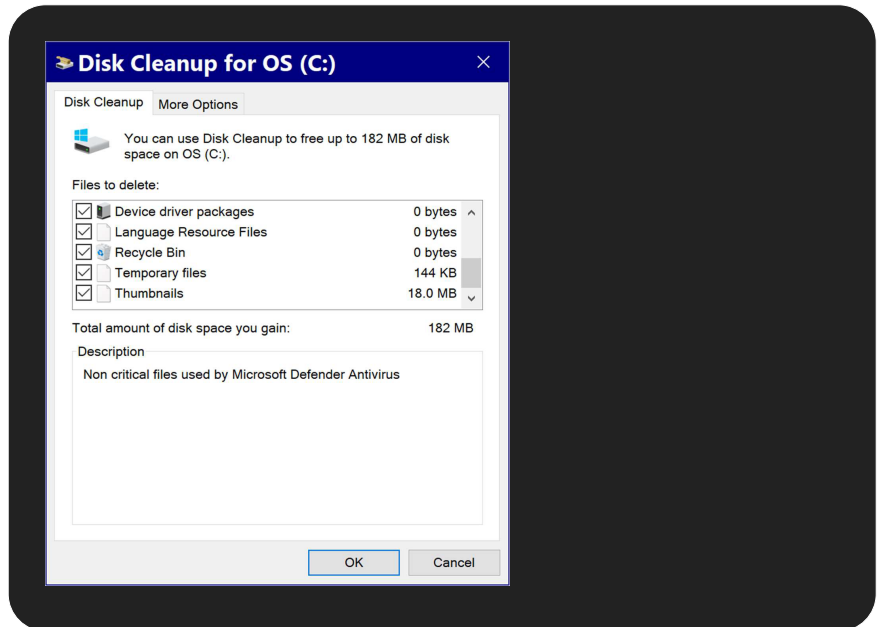 Disk Cleanup for OS (C:)
Disk Cleanup
More Options
You can use Disk Cleanup to free up to 182 MB of disk
space on OS (C:).
Files to delete:
Device driver packages 0 bytes
Language Resource Files 0 bytes
Recycle Bin 0 bytes
Temporary files 144 KB
Thumbnails 18.0 MB
Total amount of disk space you gain: 182 MB
Description
Non critical files used by Microsoft Defender Antivirus
OK
Cancel